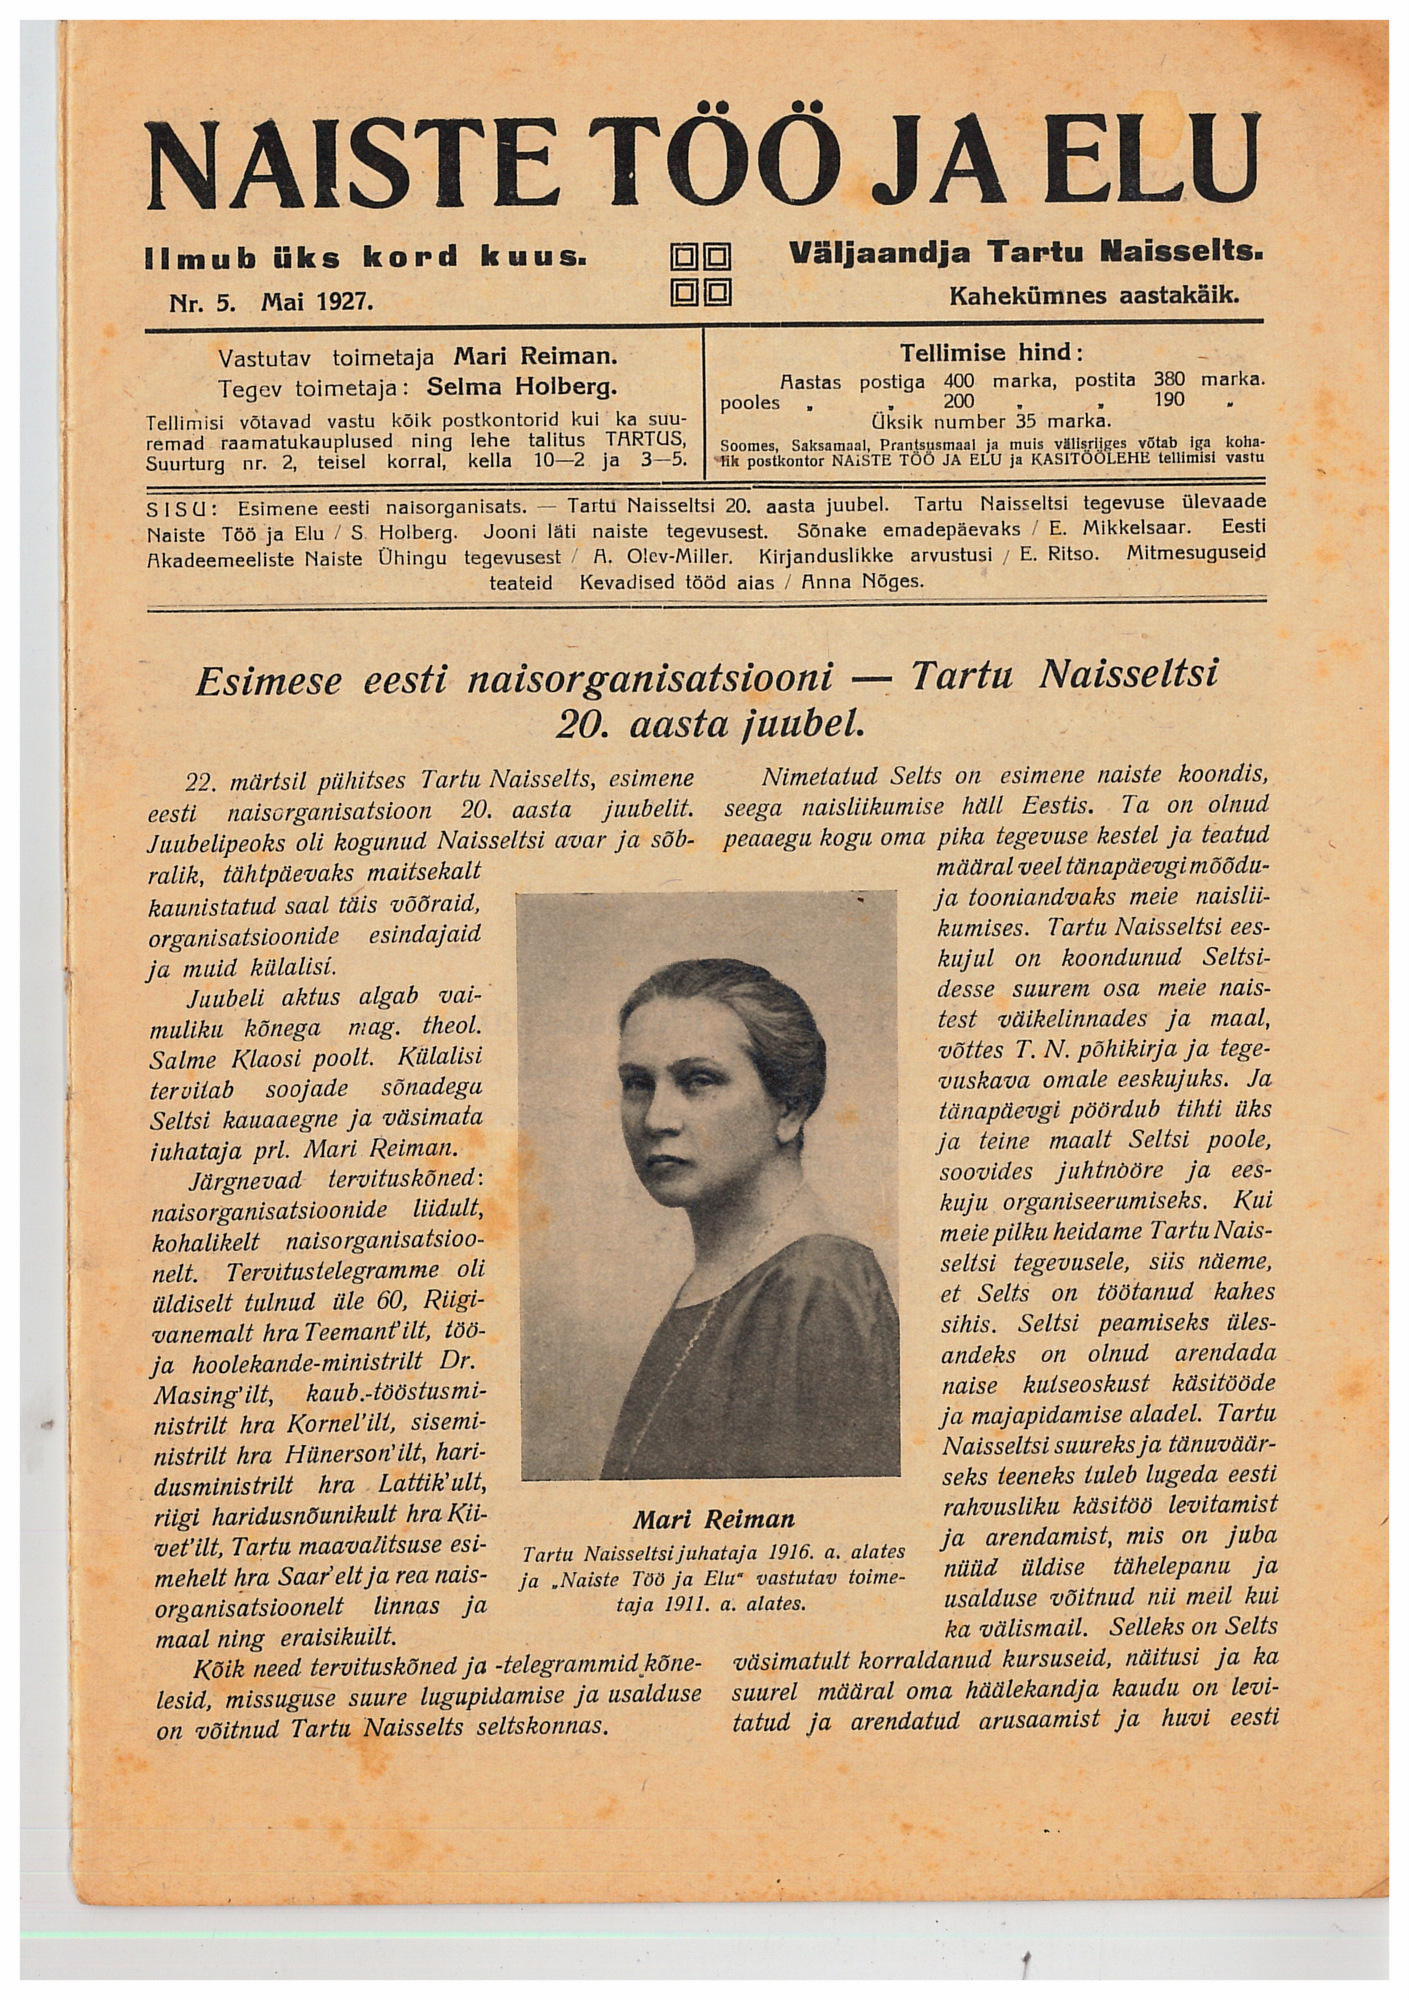 NAISTE TÖÖ JA ELU
Ilmub üks kord kuus.
Väljaandja Tartu Naisselts.
Nr. 5. Mai 1927.
Kahekümnes aastakäik.
Vastutav toimetaja Mari Reiman.
Tegev toimetaja: Selma Holberg.
Tellimisi võtavad vastu kõik postkontorid kui ka suu-
remad raamatukauplused ning lehe talitus TARTUS,
Suurturg nr. 2, teisel korral, kella 10—2 ja 3—5.
Tellimise hind:
Aastas postiga 400 marka, postita 380 marka.
pooles „ „ 200 „ „ 190 „
Üksik number 35 marka.
Soomes, Saksamaal, Prantsusmaal ja muis välisriiges võtab iga koha-
lik postkontor NAISTE TÖÖ JA ELU ja KASITÖÖLEHE tellimisi vastu
SISU: Esimene eesti naisorganisats. — Tartu Naisseltsi 20. aasta juubel. Tartu Naisseltsi tegevuse ülevaade
Naiste Töö ja Elu / S. Holberg. Jooni läti naiste tegevusest. Sõnake emadepäevaks / E. Mikkelsaar. Eesti
Akadeemeeliste Naiste Ühingu tegevusest / A. Olev-Miller. Kirjanduslikke arvustusi / E. Ritso. Mitmesuguseid
teateid Kevadised tööd aias / Anna Nõges.
Esimese eesti naisorganisatsiooni — Tartu Naisseltsi
20. aasta juubel.
22. märtsil pühitses Tartu Naisselts, esimene
eesti naisorganisatsioon 20. aasta juubelit.
Juubelipeoks oli kogunud Naisseltsi avar ja sõb-
ralik, tähtpäevaks maitsekalt
kaunistatud saal täis võõraid,
organisatsioonide esindajaid
ja muid külalisi.
Juubeli aktus algab vai-
muliku kõnega mag. theol.
Salme Klaosi poolt. Külalisi
tervitab soojade sõnadega
Seltsi kauaaegne ja väsimata
juhataja prl. Mari Reiman.
Järgnevad tervituskõned:
naisorganisatsioonide liidult,
kohalikelt naisorganisatsioo-
nelt. Tervitustelegramme oli
üldiselt tulnud üle 60, Riigi-
vanemalt hra Teemant'ilt, töö-
ja hoolekande-ministrilt Dr.
Masing'ilt, kaub.-tööstusmi-
nistrilt hra Kornel'ilt, sisemi-
nistrilt hra Hünerson'ilt, hari-
dusministrilt hra Lattik'ult,
riigi haridusnõunikult hra Kii-
vet'ilt, Tartu maavalitsuse esi-
mehelt hra Saar'elt ja rea nais-
organisatsioonelt linnas ja
maal ning eraisikuilt.
Kõik need tervituskõned ja -telegrammid kõne-
lesid, missuguse suure lugupidamise ja usalduse
on võitnud Tartu Naisselts seltskonnas.
Mari Reiman
Tartu Naisseltsi juhataja 1916. a. alates
ja „Naiste Töö ja Elu“ vastutav toime-
taja 1911. a. alates.
Nimetatud Selts on esimene naiste koondis,
seega naisliikumise häll Eestis. Ta on olnud
peaaegu kogu oma pika tegevuse kestel ja teatud
määral veel tänapäevgi mõõdu-
ja tooniandvaks meie naislii-
kumises. Tartu Naisseltsi ees-
kujul on koondunud Seltsi-
desse suurem osa meie nais-
test väikelinnades ja maal,
võttes T. N. põhikirja ja tege-
vuskava omale eeskujuks. Ja
tänapäevgi pöördub tihti üks
ja teine maalt Seltsi poole,
soovides juhtnööre ja ees-
kuju organiseerumiseks. Kui
meie pilku heidame Tartu Nais-
seltsi tegevusele, siis näeme,
et Selts on töötanud kahes
sihis. Seltsi peamiseks üles-
andeks on olnud arendada
naise kutseoskust käsitööde
ja majapidamise aladel. Tartu
Naisseltsi suureks ja tänuväär-
seks teeneks tuleb lugeda eesti
rahvusliku käsitöö levitamist
ja arendamist, mis on juba
nüüd üldise tähelepanu ja
usalduse võitnud nii meil kui
ka välismail. Selleks on Selts
väsimatult korraldanud kursuseid, näitusi ja ka
suurel määral oma häälekandja kaudu on levi-
tatud ja arendatud arusaamist ja huvi eesti